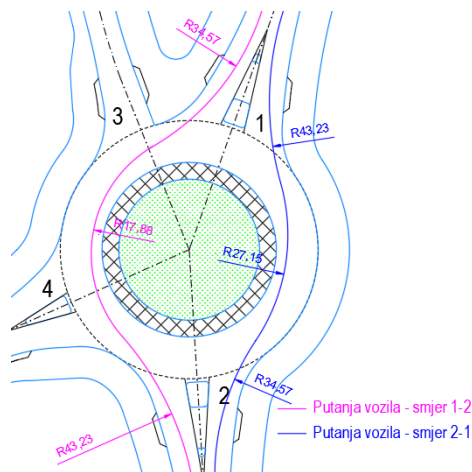 R34,57
3
1
R43,23
R17,88
R27,15
4
2
R34,57
R43,23
Putanja vozila - smjer 1-2
Putanja vozila - smjer 2-1